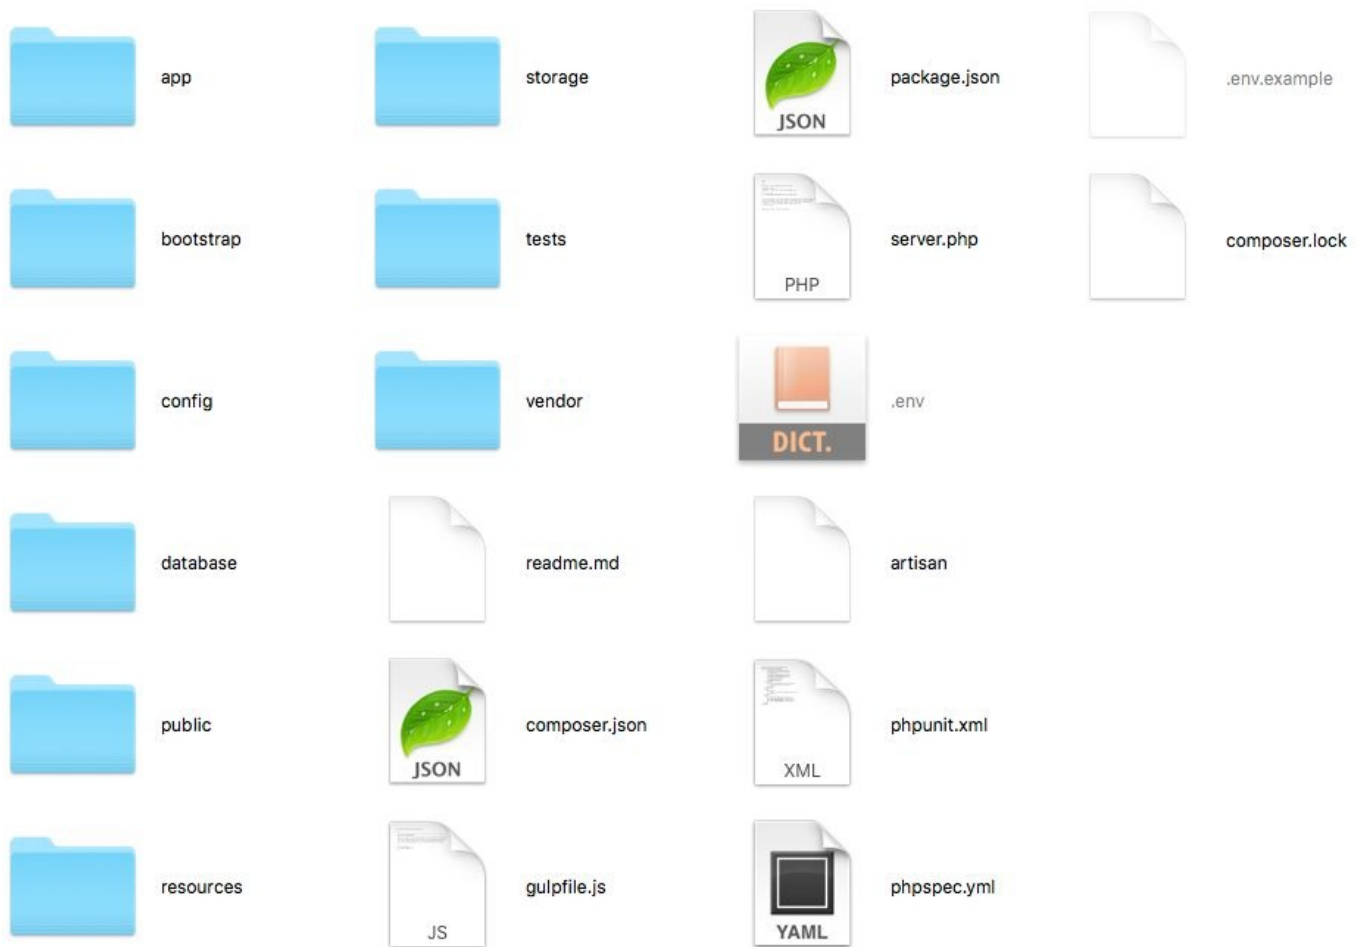 app
storage
package.json
.env.example
JSON
bootstrap
tests
server.php
composer.lock
PHP
config
vendor
.env
DICT.
database
readme.md
artisan
public
composer.json
phpunit.xml
JSON
XML
resources
gulpfile.js
phpspec.yml
JS
YAML